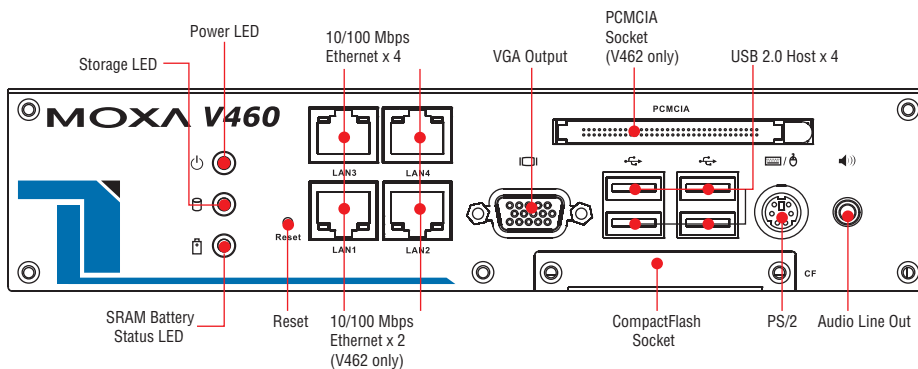 Power LED
Storage LED
10/100 Mbps
Ethernet x 4
VGA Output
PCMCIA
Socket
(V462 only)
USB 2.0 Host x 4
MOXA V460
PCMCIA
LAN3
LAN4
Reset
LAN1
LAN2
CF
SRAM Battery
Status LED
Reset
10/100 Mbps
Ethernet x 2
(V462 only)
CompactFlash
Socket
PS/2
Audio Line Out